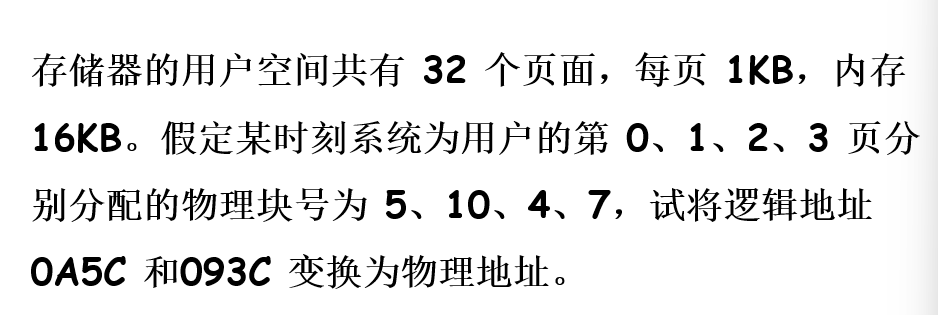 存储器的用户空间共有 32 个页面，每页 1KB，内存
16KB。假定某时刻系统为用户的第 0、1、2、3 页分
别分配的物理块号为 5、10、4、7，试将逻辑地址
0A5C 和093C 变换为物理地址。